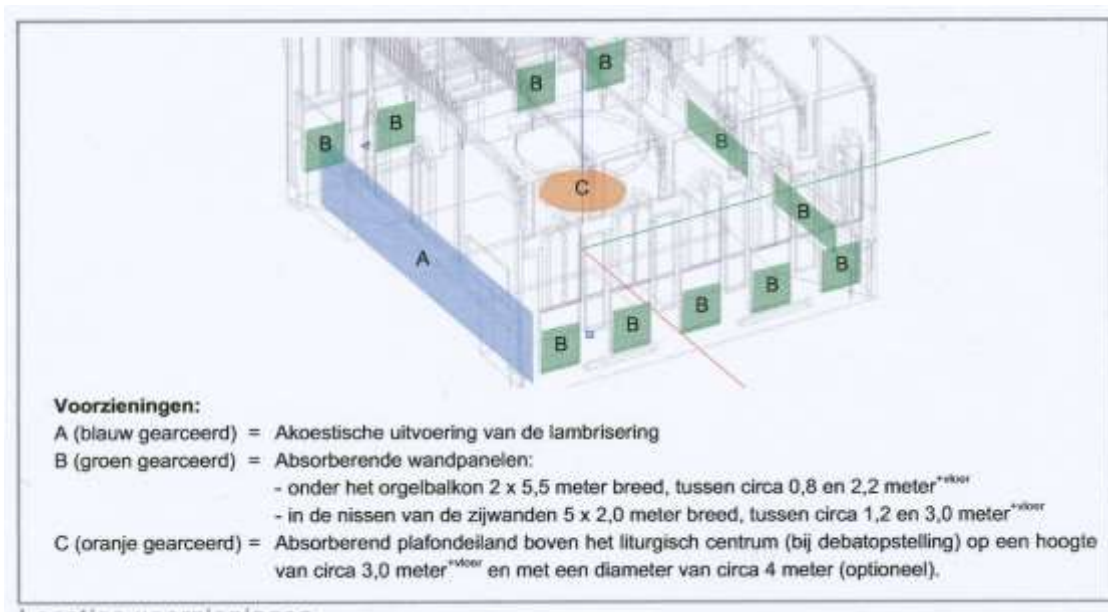 B
B
B
B
B
C
B
A
B
B
B
B
B
Voorzieningen:
A (blauw gearceerd) = Akoestische uitvoering van de lambrisering
B (groen gearceerd) = Absorberende wandpanelen:
- onder het orgelbalkon 2 x 5,5 meter breed, tussen circa 0,8 en 2,2 meter⁺ᵛˡᵒᵉʳ
- in de nissen van de zijwanden 5 x 2,0 meter breed, tussen circa 1,2 en 3,0 meter⁺ᵛˡᵒᵉʳ
C (oranje gearceerd) = Absorberend plafondeiland boven het liturgisch centrum (bij debatopstelling) op een hoogte
van circa 3,0 meter⁺ᵛˡᵒᵉʳ en met een diameter van circa 4 meter (optioneel).